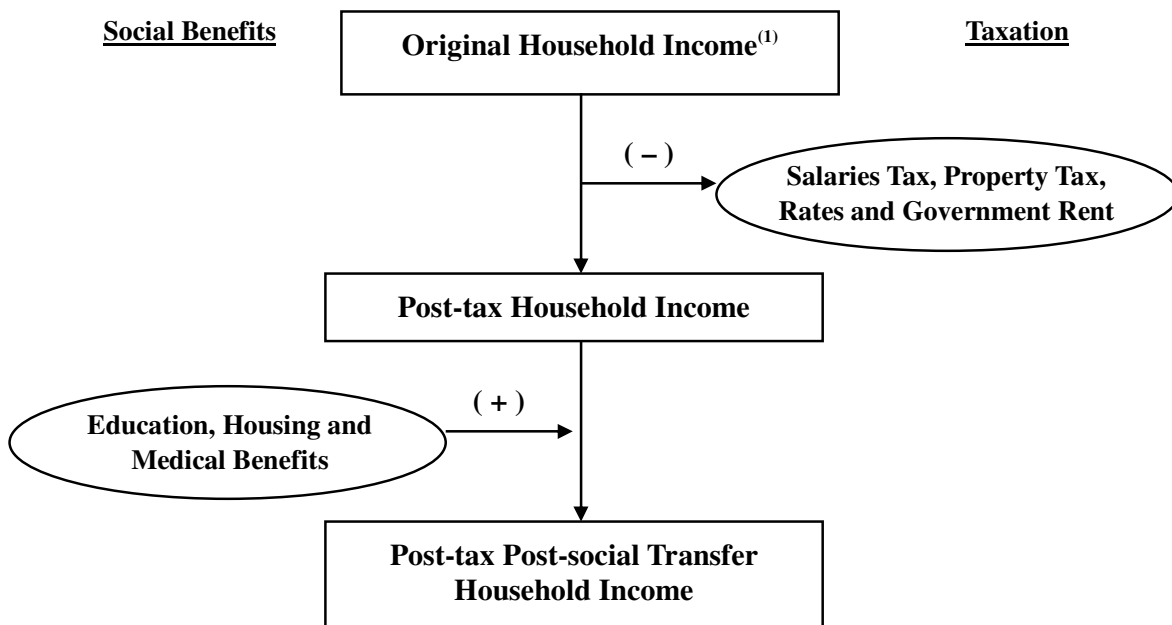 Social Benefits
Original Household Income(1)
Taxation
( – )
Salaries Tax, Property Tax,
Rates and Government Rent
Post-tax Household Income
( + )
Education, Housing and
Medical Benefits
Post-tax Post-social Transfer
Household Income